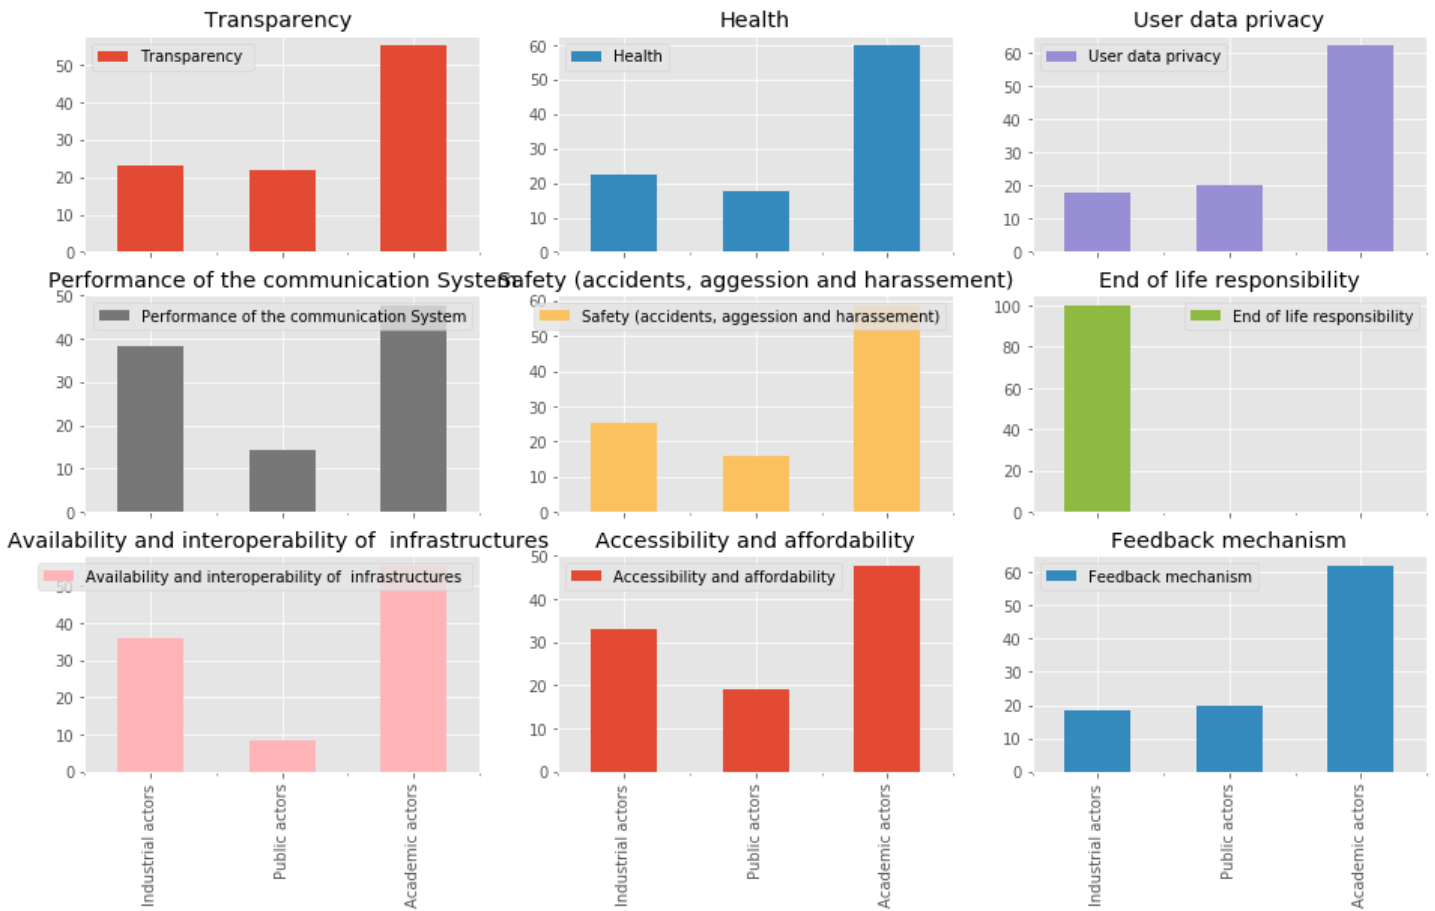 Transparency
Transparency
50
40
30
20
10
0
Health
Health
60
50
40
30
20
10
0
User data privacy
User data privacy
60
50
40
30
20
10
0
Performance of the communication System
Performance of the communication System
50
40
30
20
10
0
Safety (accidents, aggession and harassement)
Safety (accidents, aggession and harassement)
60
50
40
30
20
10
0
End of life responsibility
End of life responsibility
100
80
60
40
20
0
Availability and interoperability of  infrastructures
Availability and interoperability of  infrastructures
50
40
30
20
10
0
Industrial actors
Public actors
Academic actors
Accessibility and affordability
Accessibility and affordability
50
40
30
20
10
0
Industrial actors
Public actors
Academic actors
Feedback mechanism
Feedback mechanism
60
50
40
30
20
10
0
Industrial actors
Public actors
Academic actors